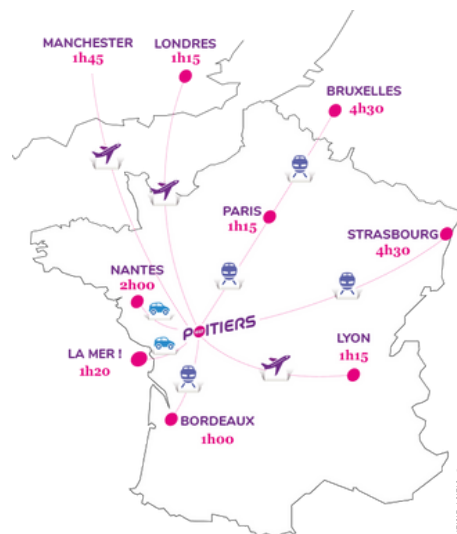 MANCHESTER
1h45
LONDRES
1h15
BRUXELLES
4h30
PARIS
1h15
STRASBOURG
4h30
NANTES
2h00
POITIERS
LA MER !
1h20
LYON
1h15
BORDEAUX
1h00